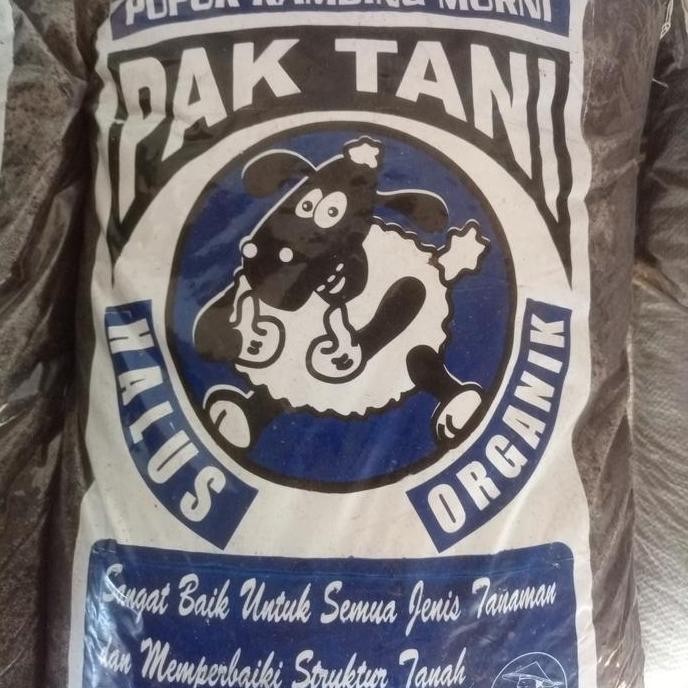 PUPUK KAMBING MURNI
PAK TANI
HALUS
ORGANIK
Sangat Baik Untuk Semua Jenis Tanaman
dan Memperbaiki Struktur Tanah